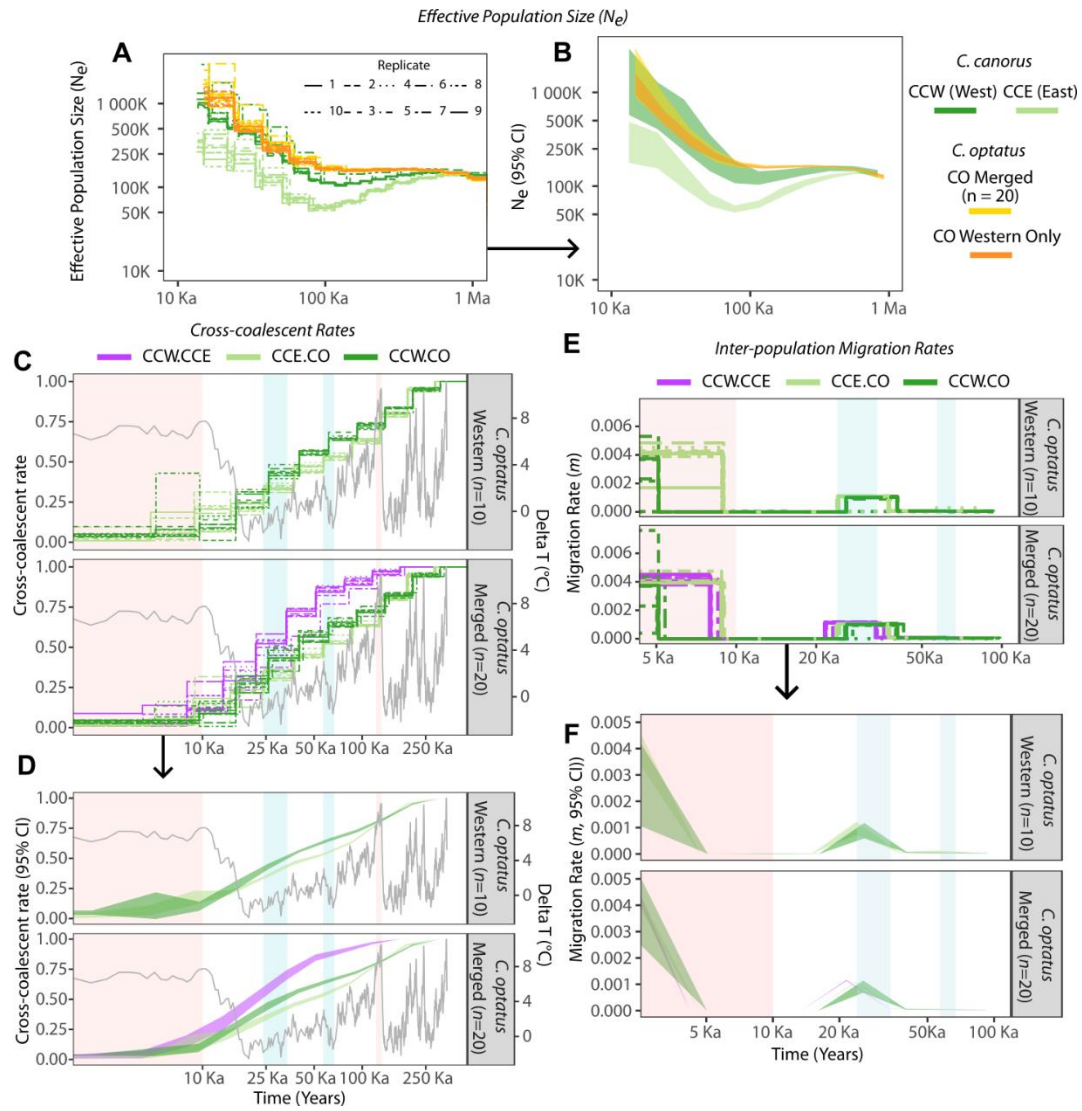 Effective Population Size (Ne)
A
Effective Population Size (Ne)
1 000K
500K
250K
100K
50K
10K
Replicate
1 2 4 6 8
10 3 5 7 9
10 Ka 100 Ka 1 Ma
B
Ne (95% CI)
1 000K
500K
250K
100K
50K
10K
10 Ka 100 Ka 1 Ma
C. canorus
CCW (West) CCE (East)
C. optatus
CO Merged
(n = 20)
CO Western Only
Cross-coalescent Rates
C
CCW.CCE CCE.CO CCW.CO
Cross-coalescent rate
1.00
0.75
0.50
0.25
0.00
8
4
0
C. optatus
Western (n=10)
1.00
0.75
0.50
0.25
0.00
8
4
0
Delta T (°C)
C. optatus
Merged (n=20)
10 Ka 25 Ka 50 Ka 100 Ka 250 Ka
D
Cross-coalescent rate (95% CI)
1.00
0.75
0.50
0.25
0.00
8
4
0
C. optatus
Western (n=10)
1.00
0.75
0.50
0.25
0.00
8
4
0
Delta T (°C)
C. optatus
Merged (n=20)
10 Ka 25 Ka 50 Ka 100 Ka 250 Ka
Time (Years)
E
Inter-population Migration Rates
CCW.CCE CCE.CO CCW.CO
Migration Rate (m)
0.006
0.004
0.002
0.000
C. optatus
Western (n=10)
0.006
0.004
0.002
0.000
C. optatus
Merged (n=20)
5 Ka 10 Ka 20 Ka 50Ka 100 Ka
F
Migration Rate (m, 95% CI))
0.005
0.004
0.003
0.002
0.001
0.000
C. optatus
Western (n=10)
0.005
0.004
0.003
0.002
0.001
0.000
C. optatus
Merged (n=20)
5 Ka 10 Ka 20 Ka 50Ka 100 Ka
Time (Years)